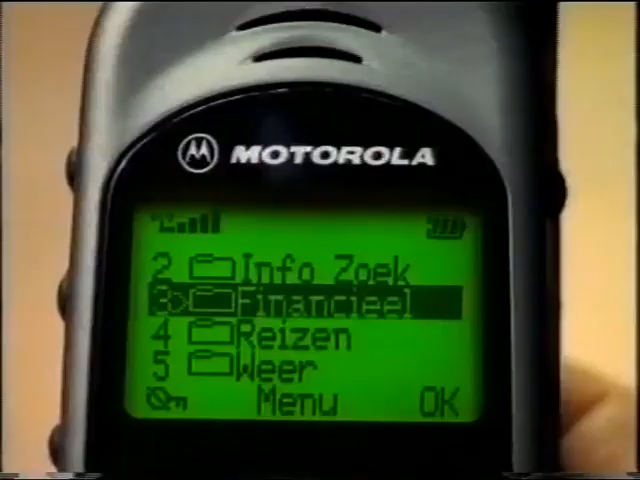 MOTOROLA
2 Info Zoek
3 Financieel
4 Reizen
5 Weer
Menu OK